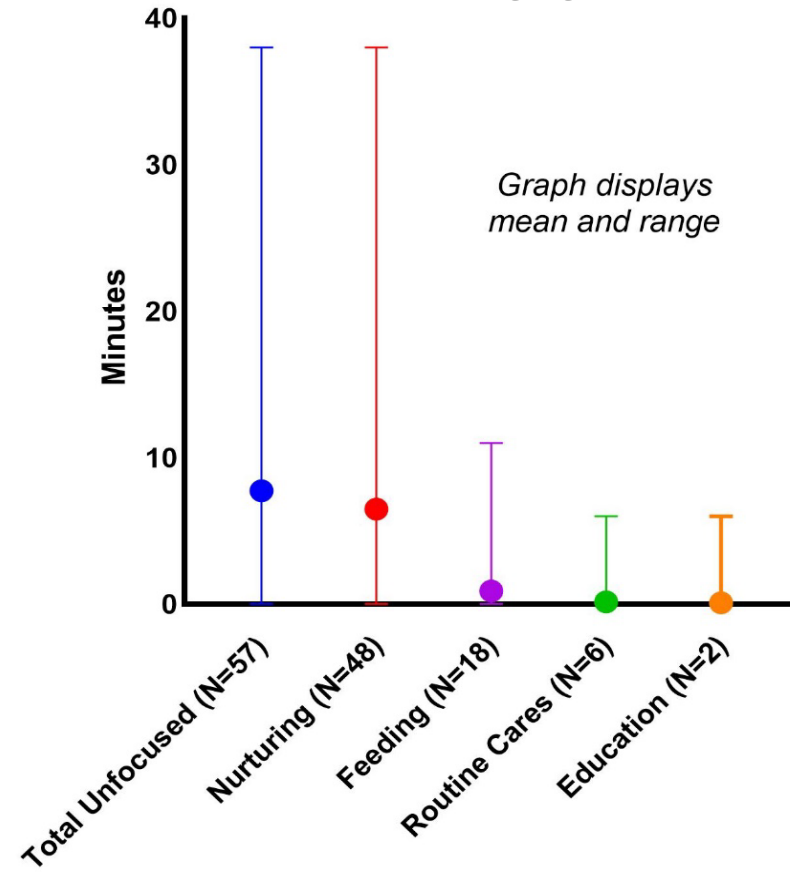 40
30
20
10
0
Minutes
Graph displays
mean and range
Total Unfocused (N=57)
Nurturing (N=48)
Feeding (N=18)
Routine Cares (N=6)
Education (N=2)